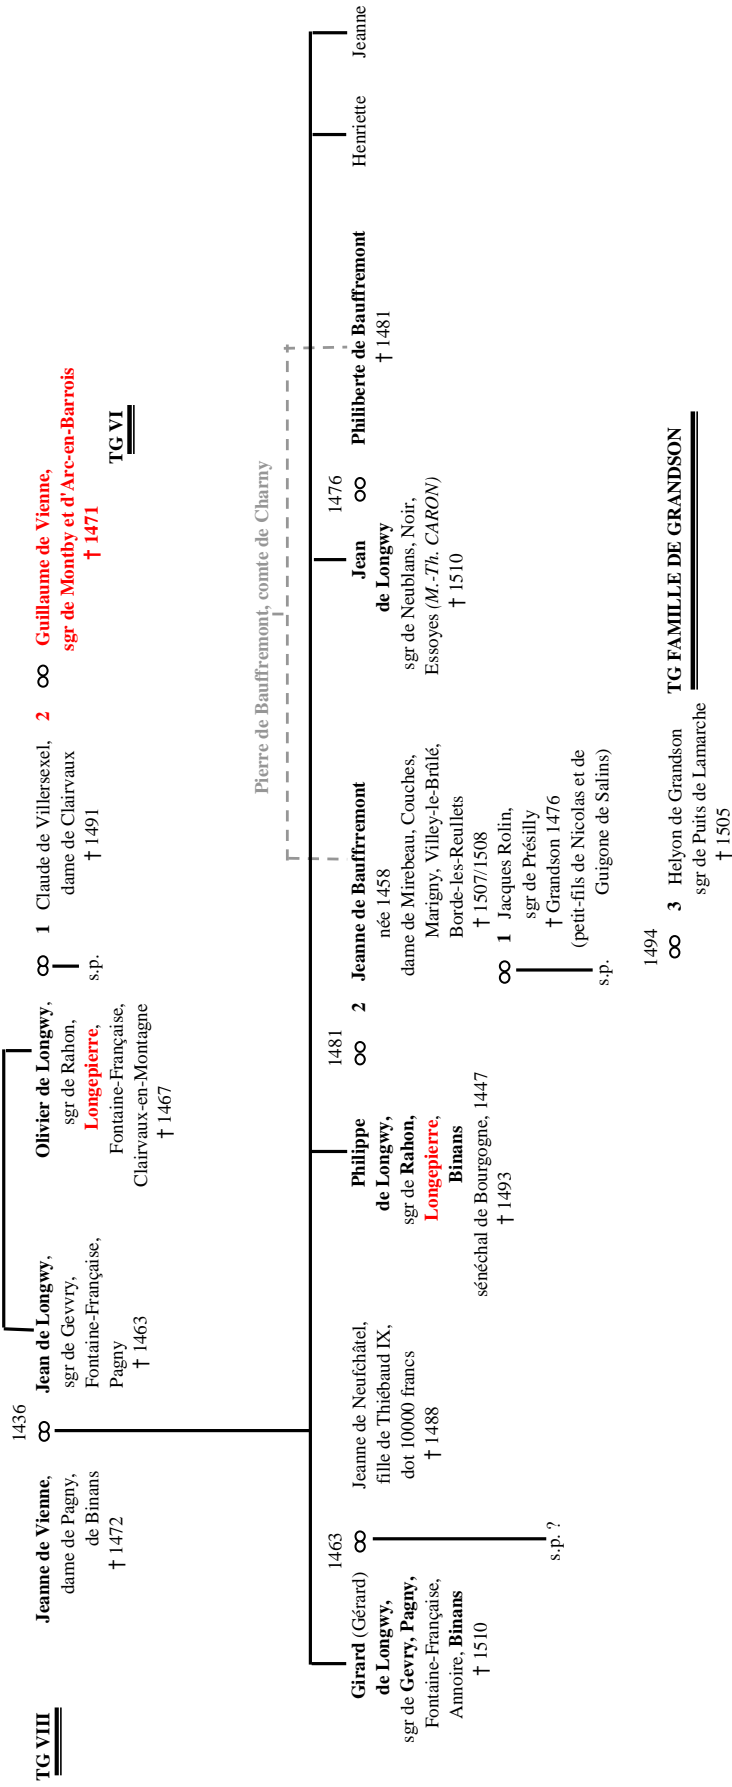 TG VIII
1436
Jeanne de Vienne,
dame de Pagny,
de Binans
† 1472
∞
Jean de Longwy,
sgr de Gevvry,
Fontaine-Française,
Pagny
† 1463
Olivier de Longwy,
sgr de Rahon,
Longepierre,
Fontaine-Française,
Clairvaux-en-Montagne
† 1467
∞ 1 Claude de Villersexel,
dame de Clairvaux
† 1491
s.p.
2 ∞ Guillaume de Vienne,
sgr de Montby et d'Arc-en-Barrois
† 1471
TG VI
Pierre de Bauffremont, comte de Charny
Girard (Gérard)
de Longwy,
sgr de Gevry, Pagny,
Fontaine-Française,
Annoire, Binans
† 1510
1463
∞
s.p. ?
Jeanne de Neufchâtel,
fille de Thiébaud IX,
dot 10000 francs
† 1488
Philippe
de Longwy,
sgr de Rahon,
Longepierre,
Binans
sénéchal de Bourgogne, 1447
† 1493
1481
∞ 2 Jeanne de Bauffrremont
née 1458
dame de Mirebeau, Couches,
Marigny, Villey-le-Brûlé,
Borde-les-Reullets
† 1507/1508
∞ 1 Jacques Rolin,
sgr de Présilly
† Grandson 1476
(petit-fils de Nicolas et de
Guigone de Salins)
s.p.
1494
∞ 3 Helyon de Grandson
sgr de Puits de Lamarche
† 1505
TG FAMILLE DE GRANDSON
Jean
de Longwy
sgr de Neublans, Noir,
Essoyes (M.-Th. CARON)
† 1510
1476
∞ Philiberte de Bauffremont
† 1481
Henriette
Jeanne